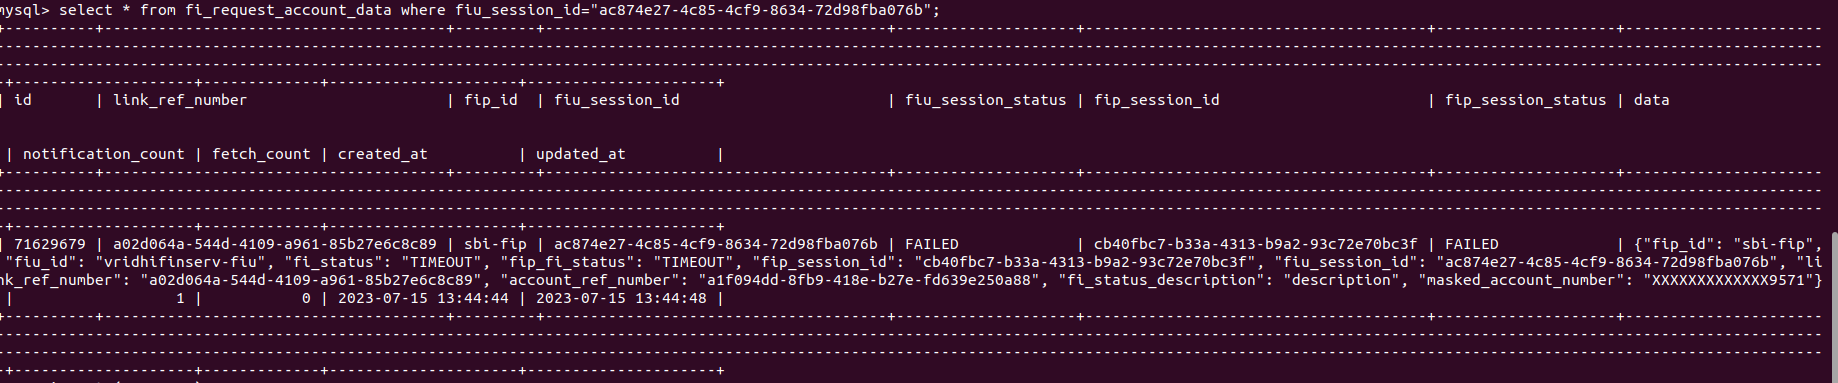 mysql> select * from fi_request_account_data where fiu_session_id="ac874e27-4c85-4cf9-8634-72d98fba076b";
| id | link_ref_number | fip_id | fiu_session_id | fiu_session_status | fip_session_id | fip_session_status | data
| notification_count | fetch_count | created_at | updated_at |
| 71629679 | a02d064a-544d-4109-a961-85b27e6c8c89 | sbi-fip | ac874e27-4c85-4cf9-8634-72d98fba076b | FAILED | cb40fbc7-b33a-4313-b9a2-93c72e70bc3f | FAILED | {"fip_id": "sbi-fip",
"fiu_id": "vridhifinserv-fiu", "fi_status": "TIMEOUT", "fip_fi_status": "TIMEOUT", "fip_session_id": "cb40fbc7-b33a-4313-b9a2-93c72e70bc3f", "fiu_session_id": "ac874e27-4c85-4cf9-8634-72d98fba076b", "li
nk_ref_number": "a02d064a-544d-4109-a961-85b27e6c8c89", "account_ref_number": "a1f094dd-8fb9-418e-b27e-fd639e250a88", "fi_status_description": "description", "masked_account_number": "XXXXXXXXXXXXX9571"}
| 1 | 0 | 2023-07-15 13:44:44 | 2023-07-15 13:44:48 |